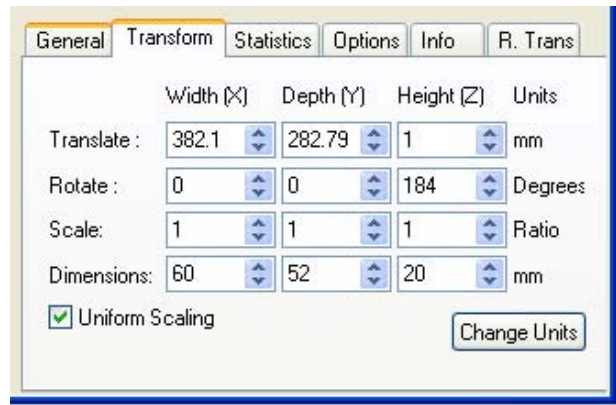 General Transform Statistics Options Info R. Trans
Width (X) Depth (Y) Height (Z) Units
Translate : 382.1 282.79 1 mm
Rotate : 0 0 184 Degrees
Scale: 1 1 1 Ratio
Dimensions: 60 52 20 mm
Uniform Scaling
Change Units